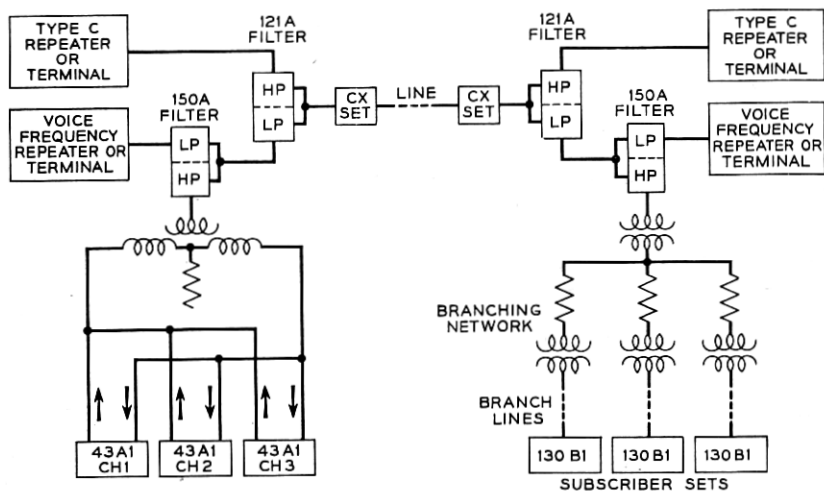 TYPE C
REPEATER
OR
TERMINAL
121A
FILTER
HP
LP
CX
SET
LINE
CX
SET
121A
FILTER
HP
LP
TYPE C
REPEATER
OR
TERMINAL
VOICE
FREQUENCY
REPEATER OR
TERMINAL
150A
FILTER
LP
HP
150A
FILTER
LP
HP
VOICE
FREQUENCY
REPEATER OR
TERMINAL
BRANCHING
NETWORK
BRANCH
LINES
43A1
CH1
43A1
CH2
43A1
CH3
130 B1
130 B1
130 B1
SUBSCRIBER SETS